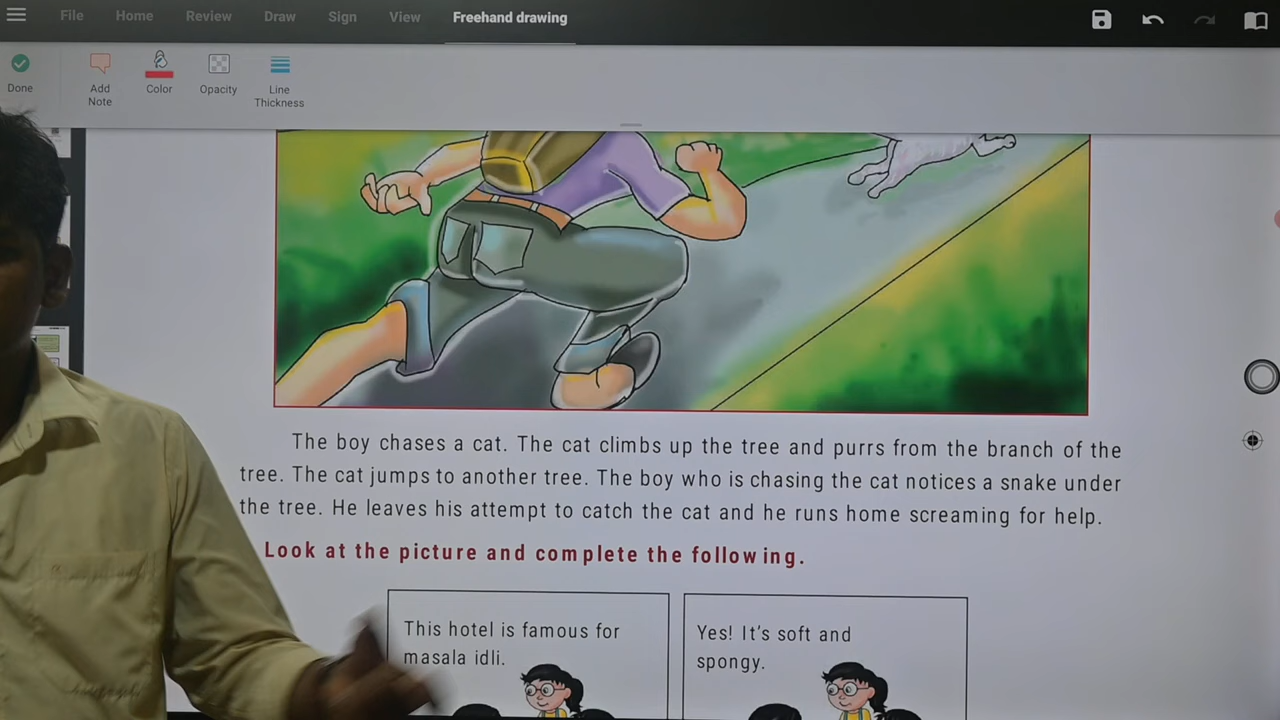 File Home Review Draw Sign View Freehand drawing
Done
Add
Note
Color
Opacity
Line
Thickness
The boy chases a cat. The cat climbs up the tree and purrs from the branch of the
tree. The cat jumps to another tree. The boy who is chasing the cat notices a snake under
the tree. He leaves his attempt to catch the cat and he runs home screaming for help.
Look at the picture and complete the following.
This hotel is famous for
masala idli.
Yes! It's soft and
spongy.